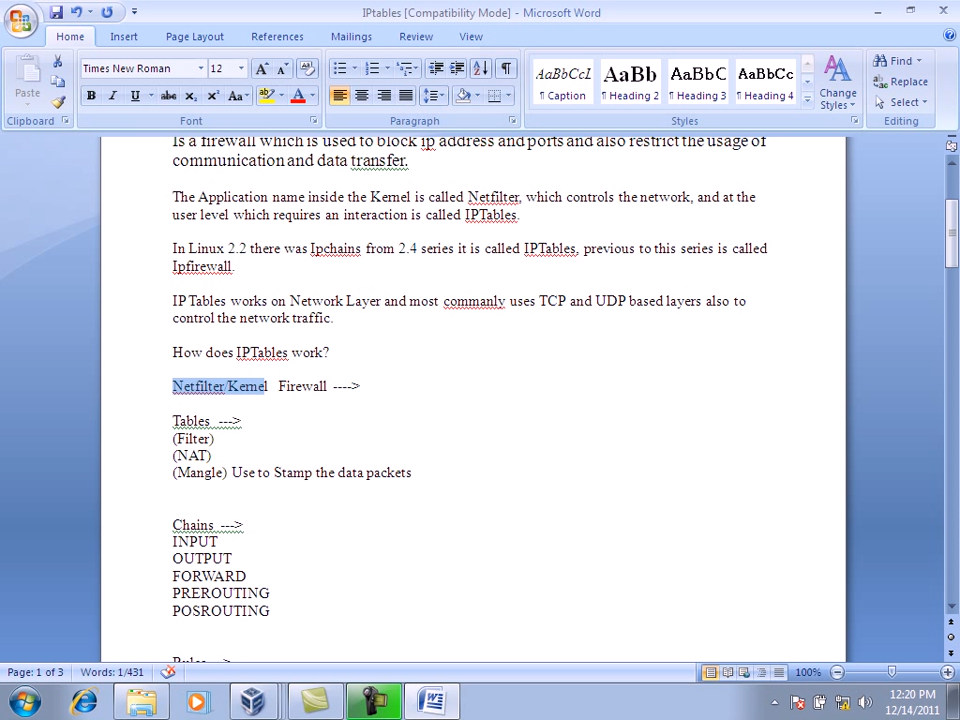 IPtables [Compatibility Mode] - Microsoft Word
Home Insert Page Layout References Mailings Review View
Paste
Times New Roman 12
AaBbCcI AaBb AaBbC AaBbCc
¶ Caption ¶ Heading 2 ¶ Heading 3 ¶ Heading 4
Change Styles
Find
Replace
Select
Clipboard Font Paragraph Styles Editing
Is a firewall which is used to block ip address and ports and also restrict the usage of
communication and data transfer.
The Application name inside the Kernel is called Netfilter, which controls the network, and at the
user level which requires an interaction is called IPTables.
In Linux 2.2 there was Ipchains from 2.4 series it is called IPTables, previous to this series is called
Ipfirewall.
IP Tables works on Network Layer and most commanly uses TCP and UDP based layers also to
control the network traffic.
How does IPTables work?
Netfilter/Kernel Firewall ---->
Tables --->
(Filter)
(NAT)
(Mangle) Use to Stamp the data packets
Chains --->
INPUT
OUTPUT
FORWARD
PREROUTING
POSROUTING
Rules --->
Page: 1 of 3 Words: 1/431 100%
12:20 PM
12/14/2011